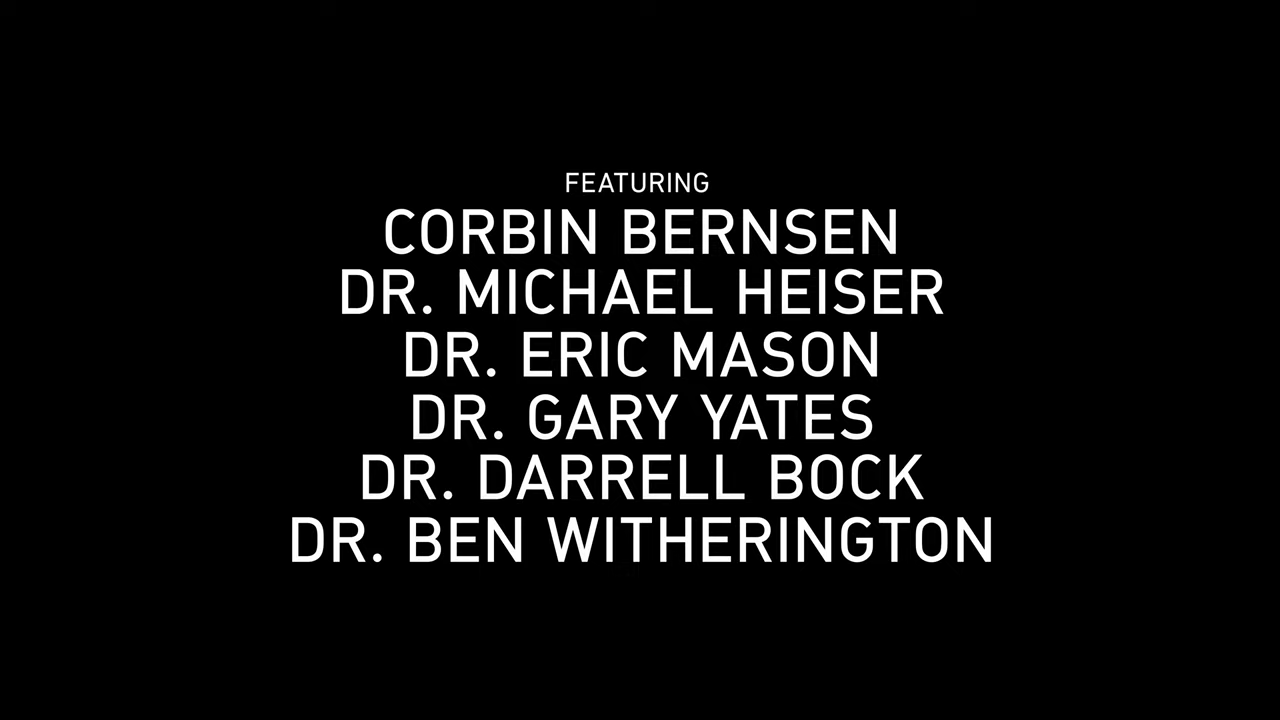 FEATURING
CORBIN BERNSEN
DR. MICHAEL HEISER
DR. ERIC MASON
DR. GARY YATES
DR. DARRELL BOCK
DR. BEN WITHERINGTON